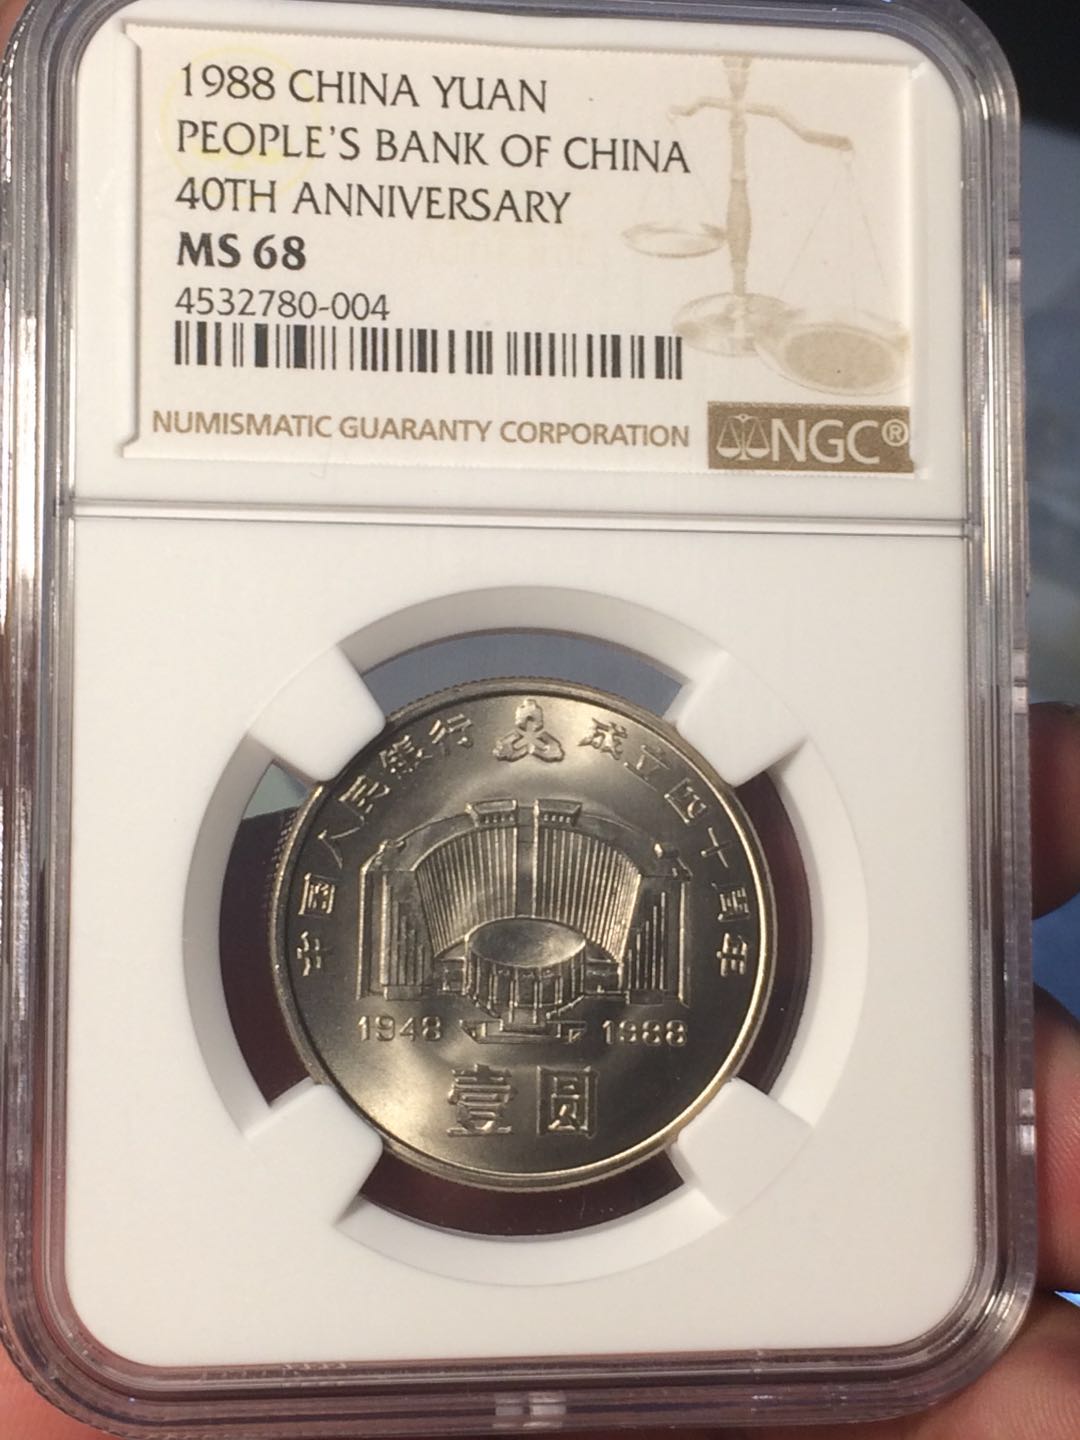 1988 CHINA YUAN
PEOPLE'S BANK OF CHINA
40TH ANNIVERSARY
MS 68
4532780-004
NUMISMATIC GUARANTY CORPORATION
NGC®
中国人民银行 成立四十周年
1948 1988
壹圆